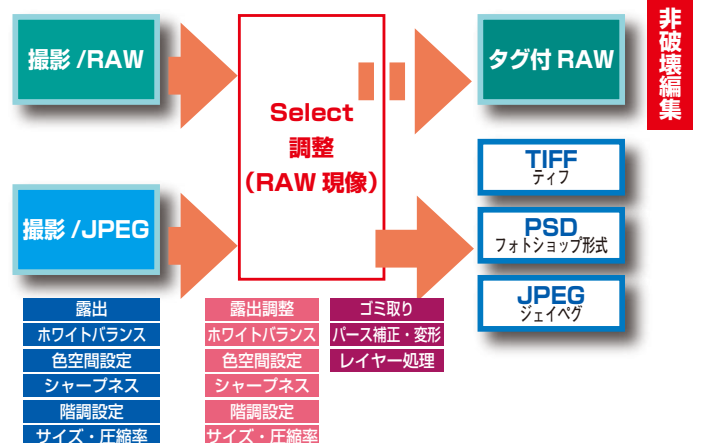 撮影 /RAW
Select
調整
（RAW 現像）
タグ付 RAW
非破壊編集
撮影 /JPEG
TIFF
ティフ
PSD
フォトショップ形式
JPEG
ジェイペグ
露出
ホワイトバランス
色空間設定
シャープネス
階調設定
サイズ・圧縮率
露出調整
ホワイトバランス
色空間設定
シャープネス
階調設定
サイズ・圧縮率
ゴミ取り
パース補正・変形
レイヤー処理